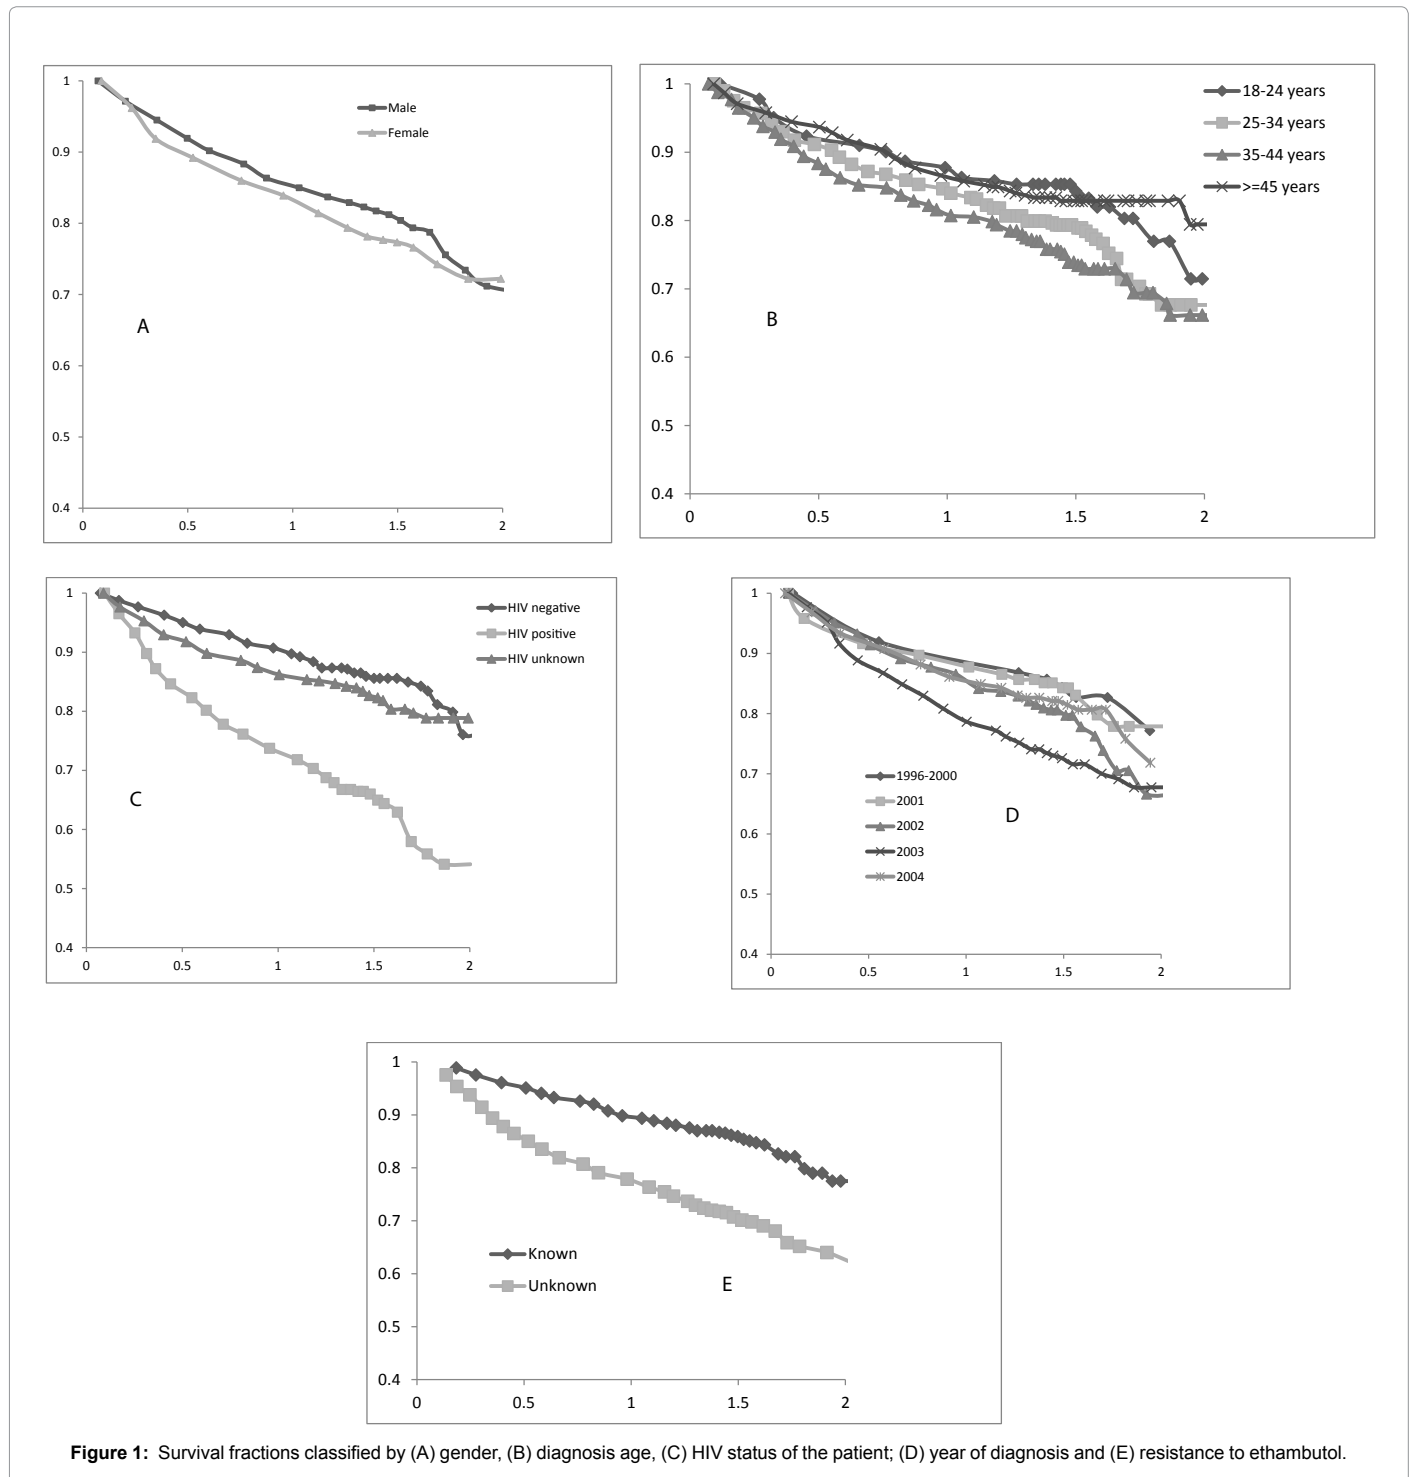 1
0.9
0.8
0.7
0.6
0.5
0.4
0 0.5 1 1.5 2
Male
Female
A
1
0.9
0.8
0.7
0.6
0.5
0.4
0 0.5 1 1.5 2
18-24 years
25-34 years
35-44 years
>=45 years
B
1
0.9
0.8
0.7
0.6
0.5
0.4
0 0.5 1 1.5 2
HIV negative
HIV positive
HIV unknown
C
1
0.9
0.8
0.7
0.6
0.5
0.4
0 0.5 1 1.5 2
1996-2000
2001
2002
2003
2004
D
1
0.9
0.8
0.7
0.6
0.5
0.4
0 0.5 1 1.5 2
Known
Unknown
E
Figure 1: Survival fractions classified by (A) gender, (B) diagnosis age, (C) HIV status of the patient; (D) year of diagnosis and (E) resistance to ethambutol.